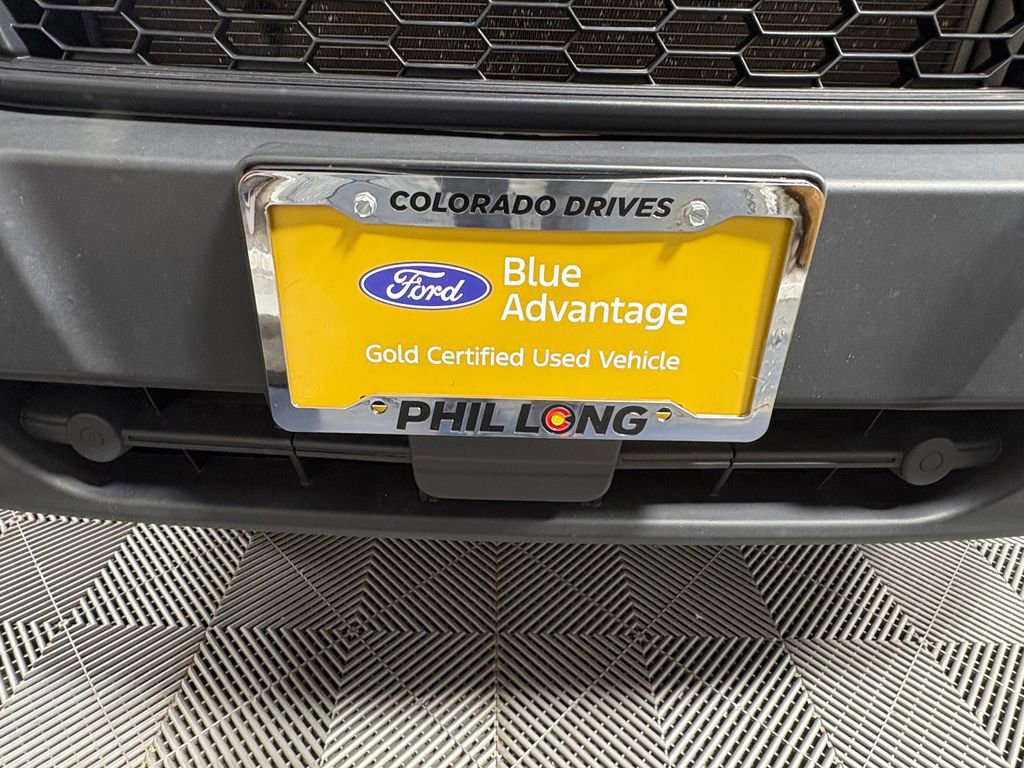 COLORADO DRIVES
Ford
Blue
Advantage
Gold Certified Used Vehicle
PHIL LONG